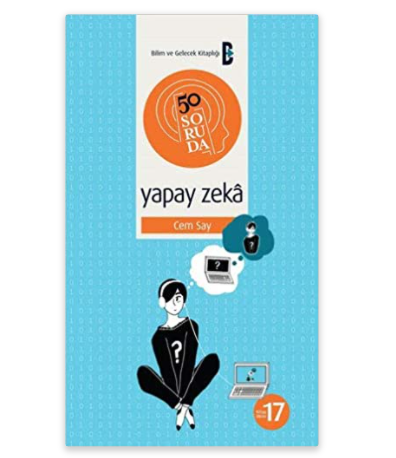 Bilim ve Gelecek Kitaplığı
50
SO
RU
DA
yapay zekâ
Cem Say
?
?
17